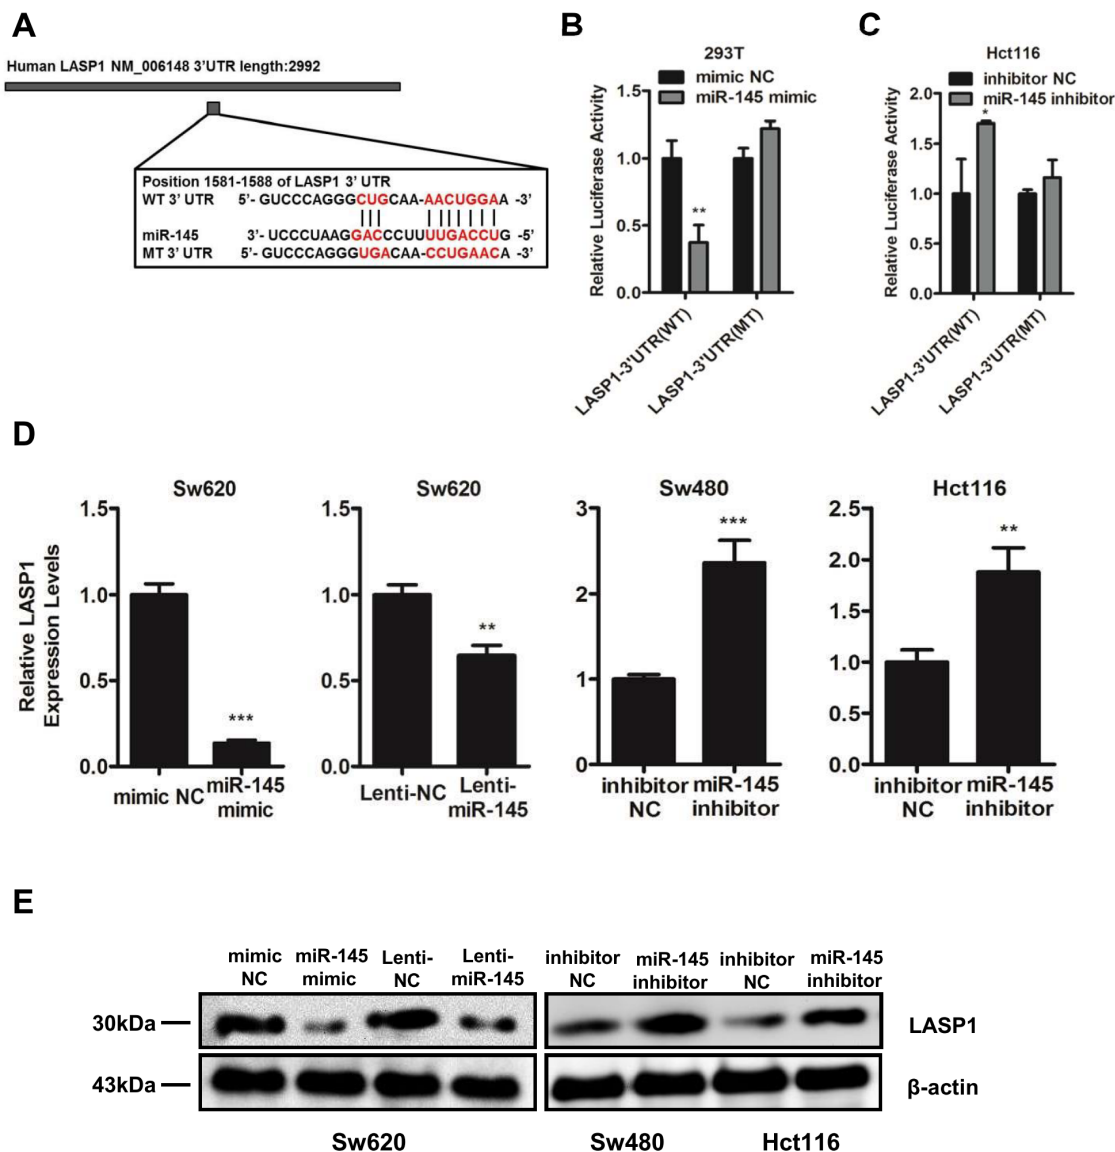 A
Human LASP1 NM_006148 3'UTR length:2992
Position 1581-1588 of LASP1 3' UTR
WT 3' UTR 5'- GUCCCAGGGCUGCAA-AACUGGAA -3'
miR-145 3'- UCCCUAAGGACCCUUUUGACCUG -5'
MT 3' UTR 5'- GUCCCAGGGUGACAA-CCUGAACA -3'
B
293T
mimic NC
miR-145 mimic
Relative Luciferase Activity
1.5
1.0
0.5
0.0
**
LASP1-3'UTR(WT)
LASP1-3'UTR(MT)
C
Hct116
inhibitor NC
miR-145 inhibitor
Relative Luciferase Activity
2.0
1.5
1.0
0.5
0.0
*
LASP1-3'UTR(WT)
LASP1-3'UTR(MT)
D
Relative LASP1
Expression Levels
Sw620
1.5
1.0
0.5
0.0
***
mimic NC
miR-145
mimic
Sw620
1.5
1.0
0.5
0.0
**
Lenti-NC
Lenti-
miR-145
Sw480
3
2
1
0
***
inhibitor
NC
miR-145
inhibitor
Hct116
2.5
2.0
1.5
1.0
0.5
0.0
**
inhibitor
NC
miR-145
inhibitor
E
mimic
NC
miR-145
mimic
Lenti-
NC
Lenti-
miR-145
inhibitor
NC
miR-145
inhibitor
inhibitor
NC
miR-145
inhibitor
30kDa
LASP1
43kDa
β-actin
Sw620
Sw480
Hct116